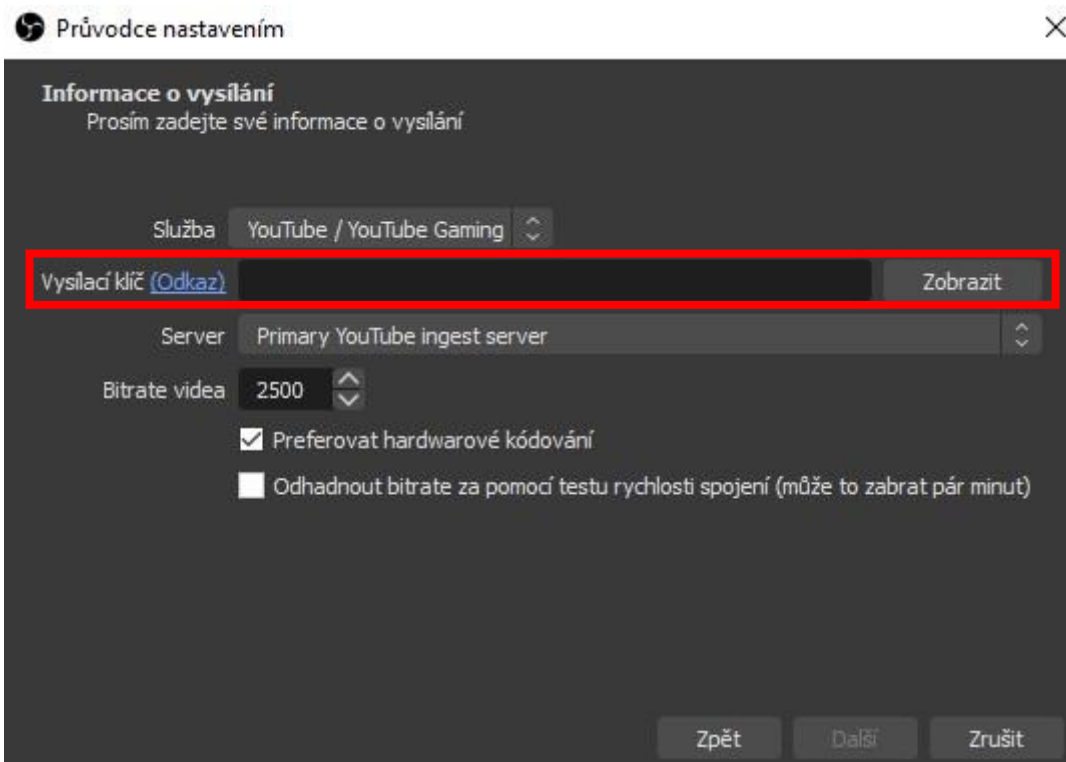 Průvodce nastavením
Informace o vysílání
Prosím zadejte své informace o vysílání
Služba YouTube / YouTube Gaming
Vysílací klíč (Odkaz) Zobrazit
Server Primary YouTube ingest server
Bitrate videa 2500
Preferovat hardwarové kódování
Odhadnout bitrate za pomocí testu rychlosti spojení (může to zabrat pár minut)
Zpět Další Zrušit